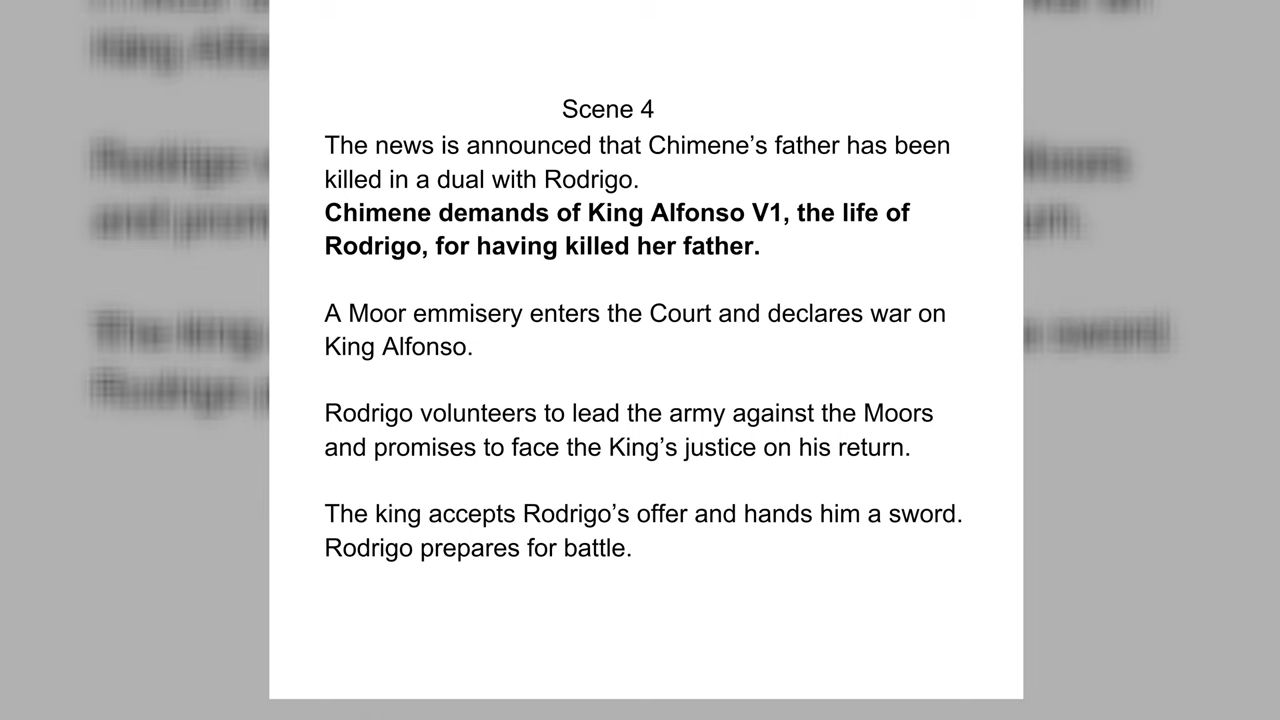 Scene 4
The news is announced that Chimene’s father has been
killed in a dual with Rodrigo.
Chimene demands of King Alfonso V1, the life of
Rodrigo, for having killed her father.
A Moor emmisery enters the Court and declares war on
King Alfonso.
Rodrigo volunteers to lead the army against the Moors
and promises to face the King’s justice on his return.
The king accepts Rodrigo’s offer and hands him a sword.
Rodrigo prepares for battle.